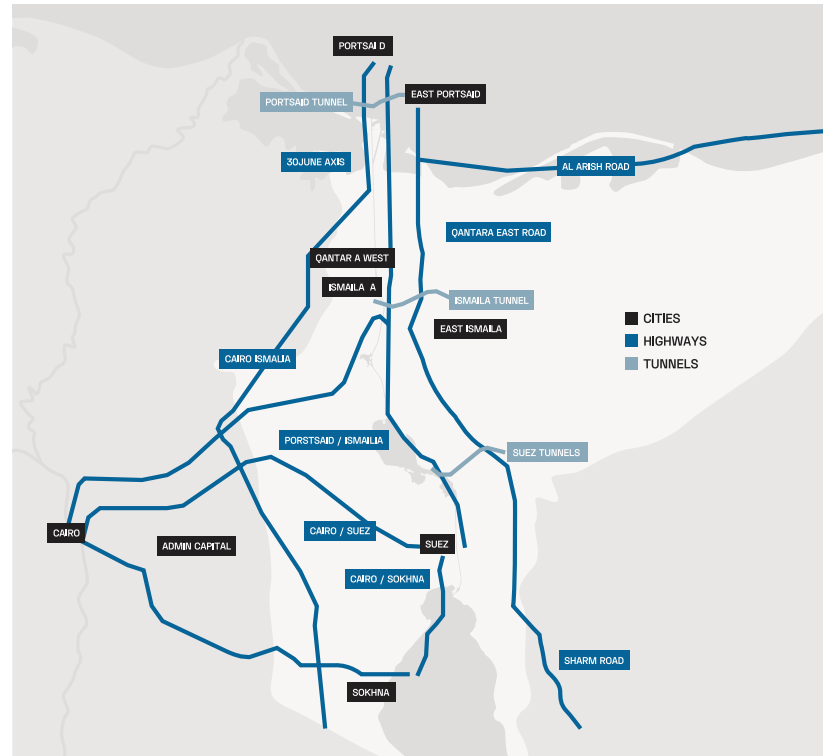 PORTSAI D
EAST PORTSAID
PORTSAID TUNNEL
30JUNE AXIS
AL ARISH ROAD
QANTARA EAST ROAD
QANTAR A WEST
ISMAILA A
ISMAILA TUNNEL
EAST ISMAILA
CITIES
HIGHWAYS
TUNNELS
CAIRO ISMALIA
PORSTSAID / ISMAILIA
SUEZ TUNNELS
CAIRO
ADMIN CAPITAL
CAIRO / SUEZ
SUEZ
CAIRO / SOKHNA
SHARM ROAD
SOKHNA